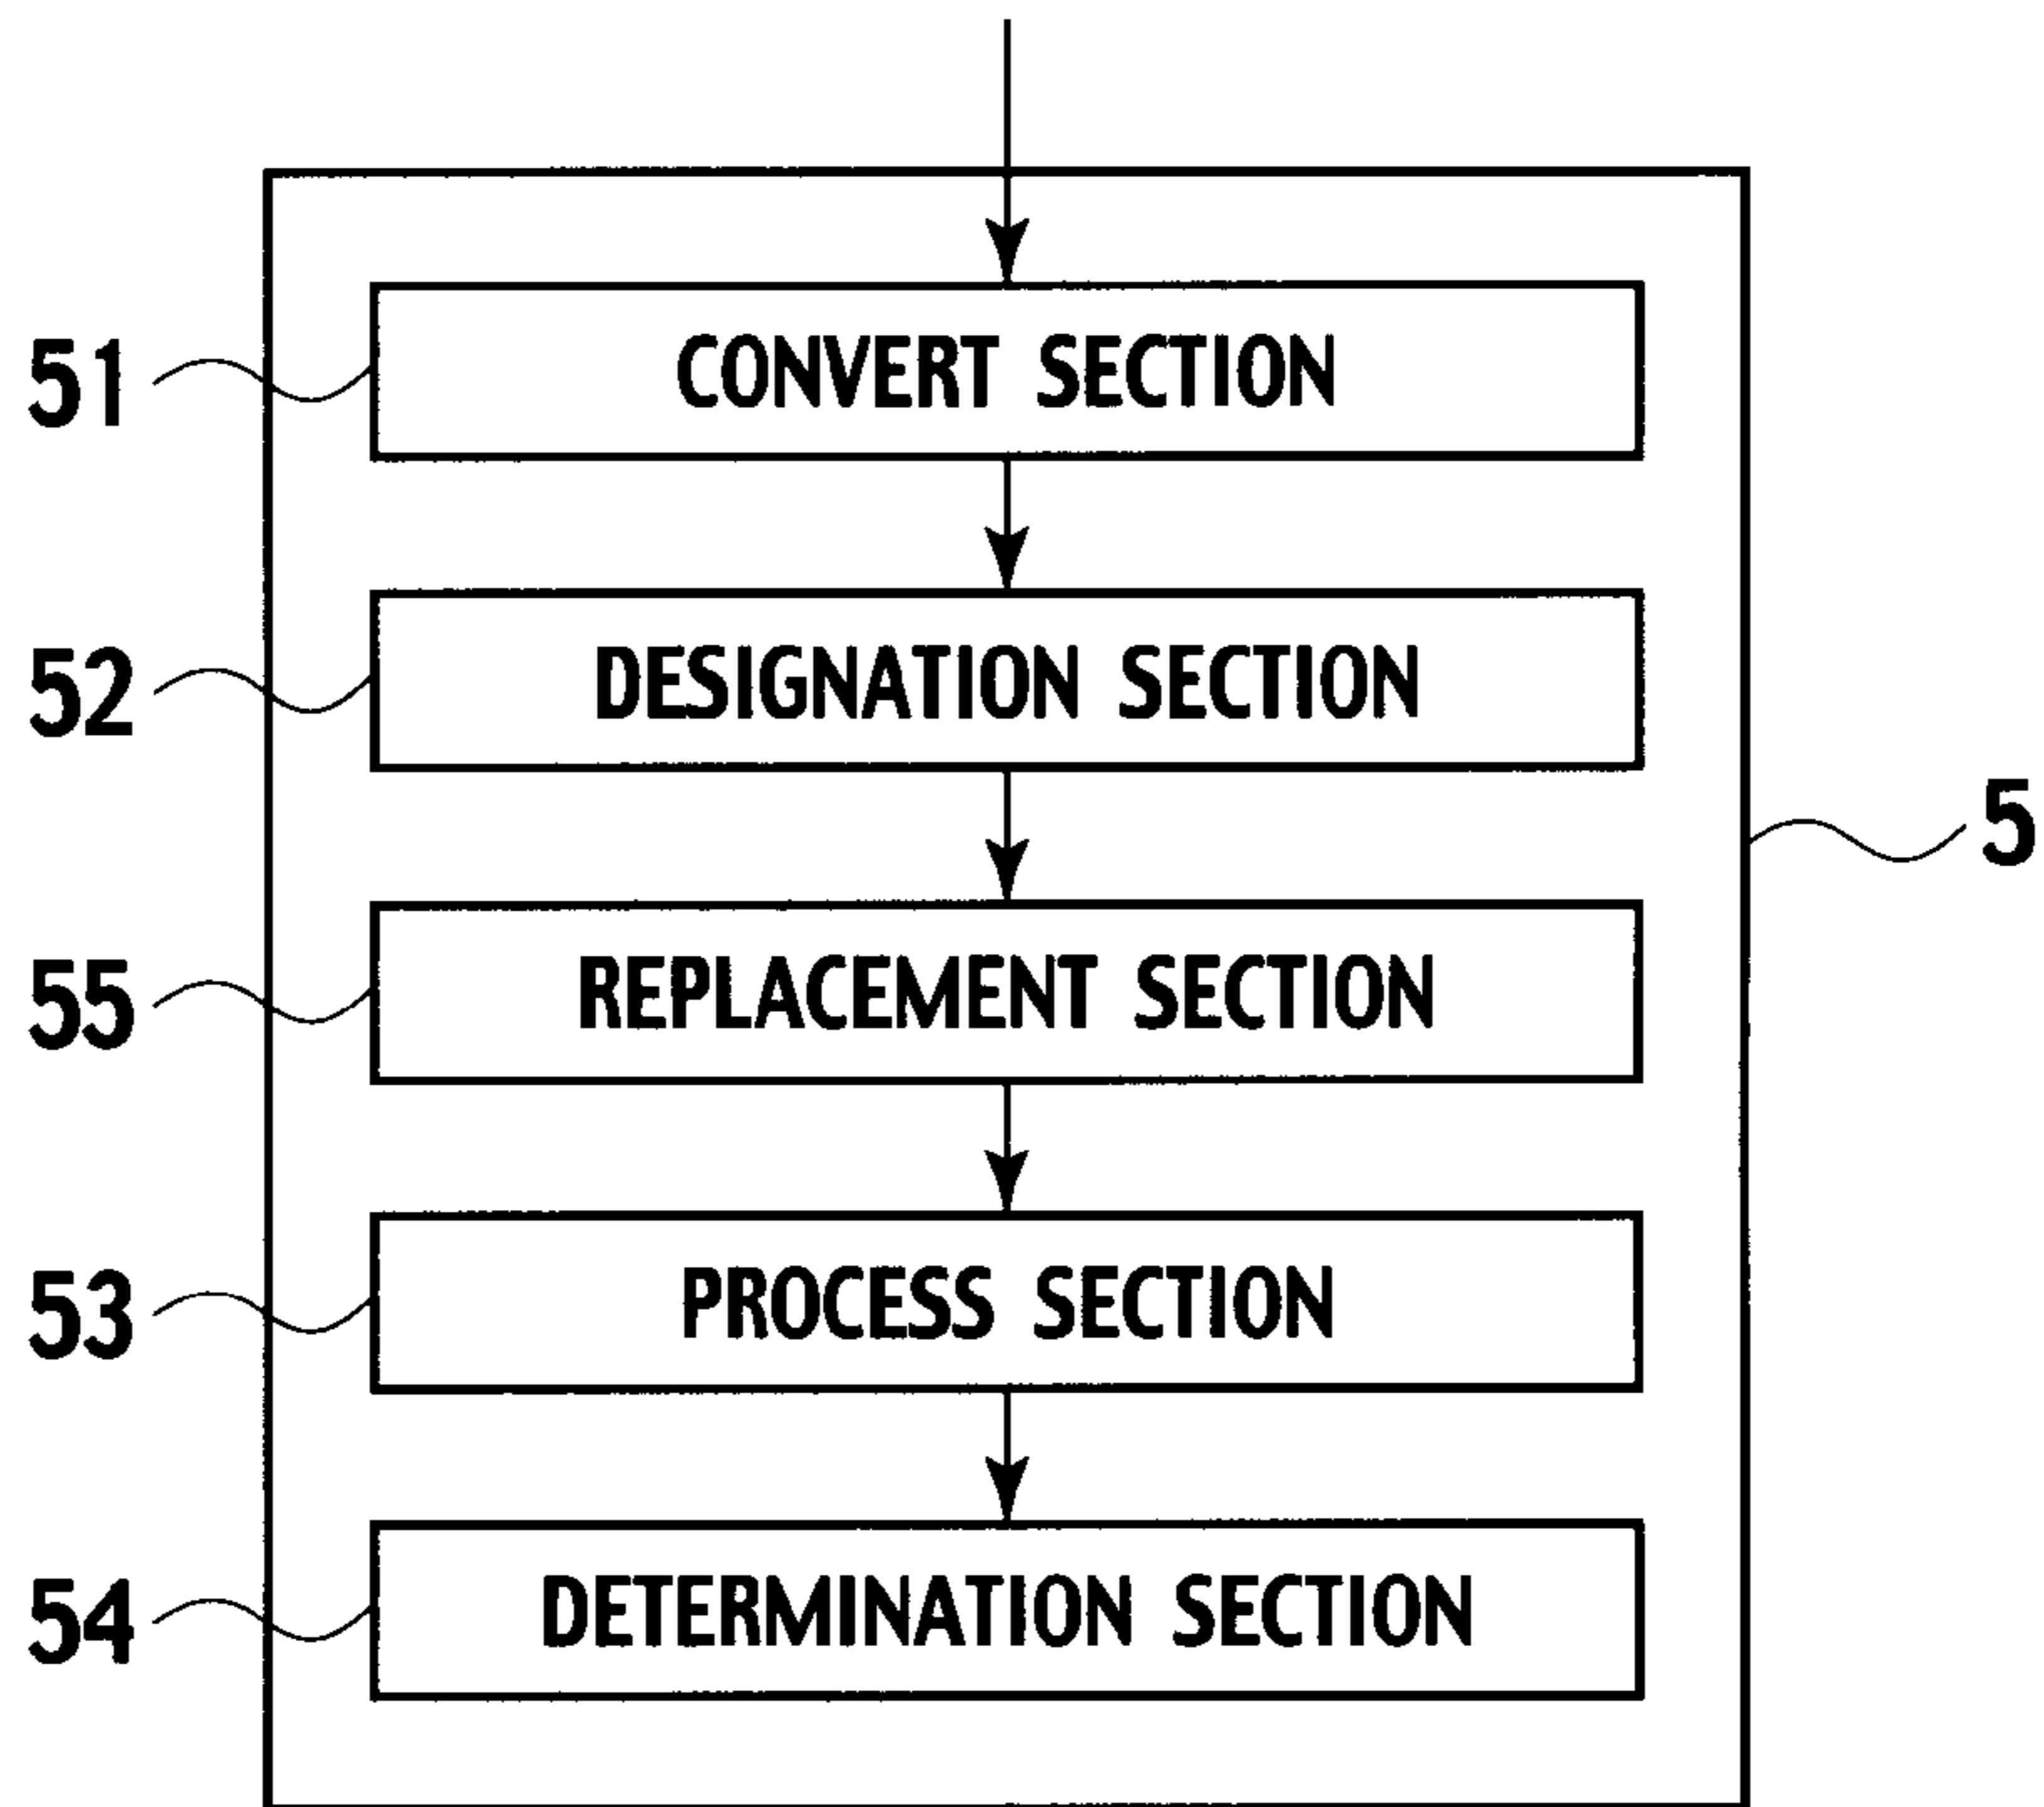 51 CONVERT SECTION
52 DESIGNATION SECTION
5
55 REPLACEMENT SECTION
53 PROCESS SECTION
54 DETERMINATION SECTION